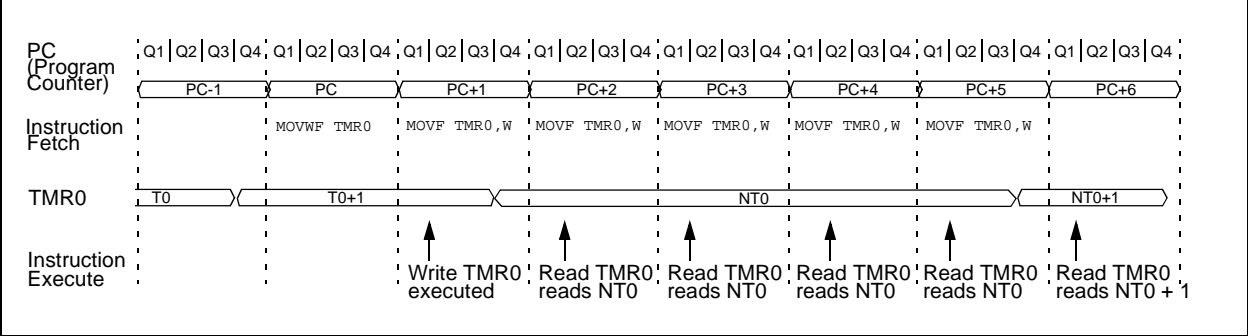 PC
(Program
Counter)
Q1 Q2 Q3 Q4 Q1 Q2 Q3 Q4 Q1 Q2 Q3 Q4 Q1 Q2 Q3 Q4 Q1 Q2 Q3 Q4 Q1 Q2 Q3 Q4 Q1 Q2 Q3 Q4 Q1 Q2 Q3 Q4
PC-1 PC PC+1 PC+2 PC+3 PC+4 PC+5 PC+6
Instruction
Fetch
MOVWF TMR0 MOVF TMR0,W MOVF TMR0,W MOVF TMR0,W MOVF TMR0,W MOVF TMR0,W
TMR0
T0 T0+1 NT0 NT0+1
Instruction
Execute
Write TMR0
executed
Read TMR0
reads NT0
Read TMR0
reads NT0
Read TMR0
reads NT0
Read TMR0
reads NT0
Read TMR0
reads NT0 + 1